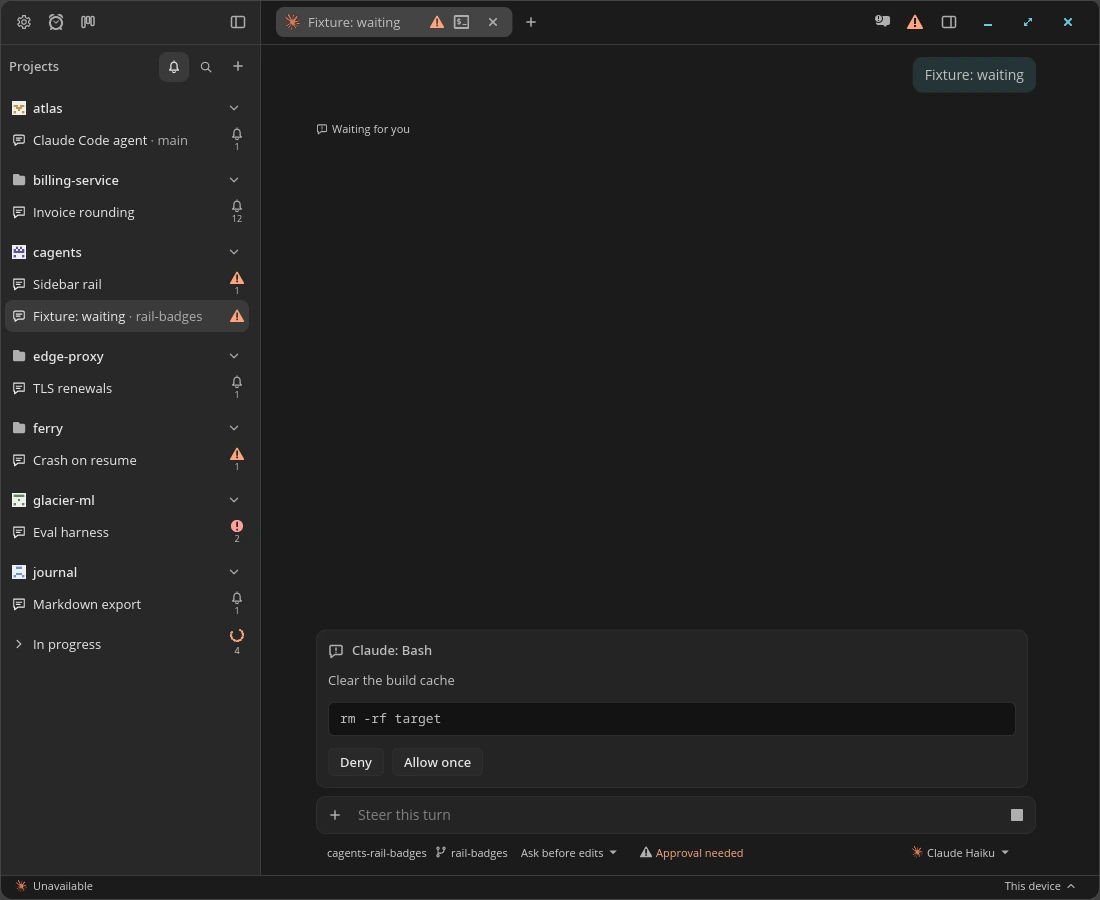 Fixture: waiting
Projects
atlas
Claude Code agent · main
1
billing-service
Invoice rounding
12
cagents
Sidebar rail
1
Fixture: waiting · rail-badges
edge-proxy
TLS renewals
1
ferry
Crash on resume
1
glacier-ml
Eval harness
2
journal
Markdown export
1
In progress
4
Fixture: waiting
Waiting for you
Claude: Bash
Clear the build cache
rm -rf target
Deny Allow once
Steer this turn
cagents-rail-badges rail-badges Ask before edits Approval needed Claude Haiku
Unavailable This device